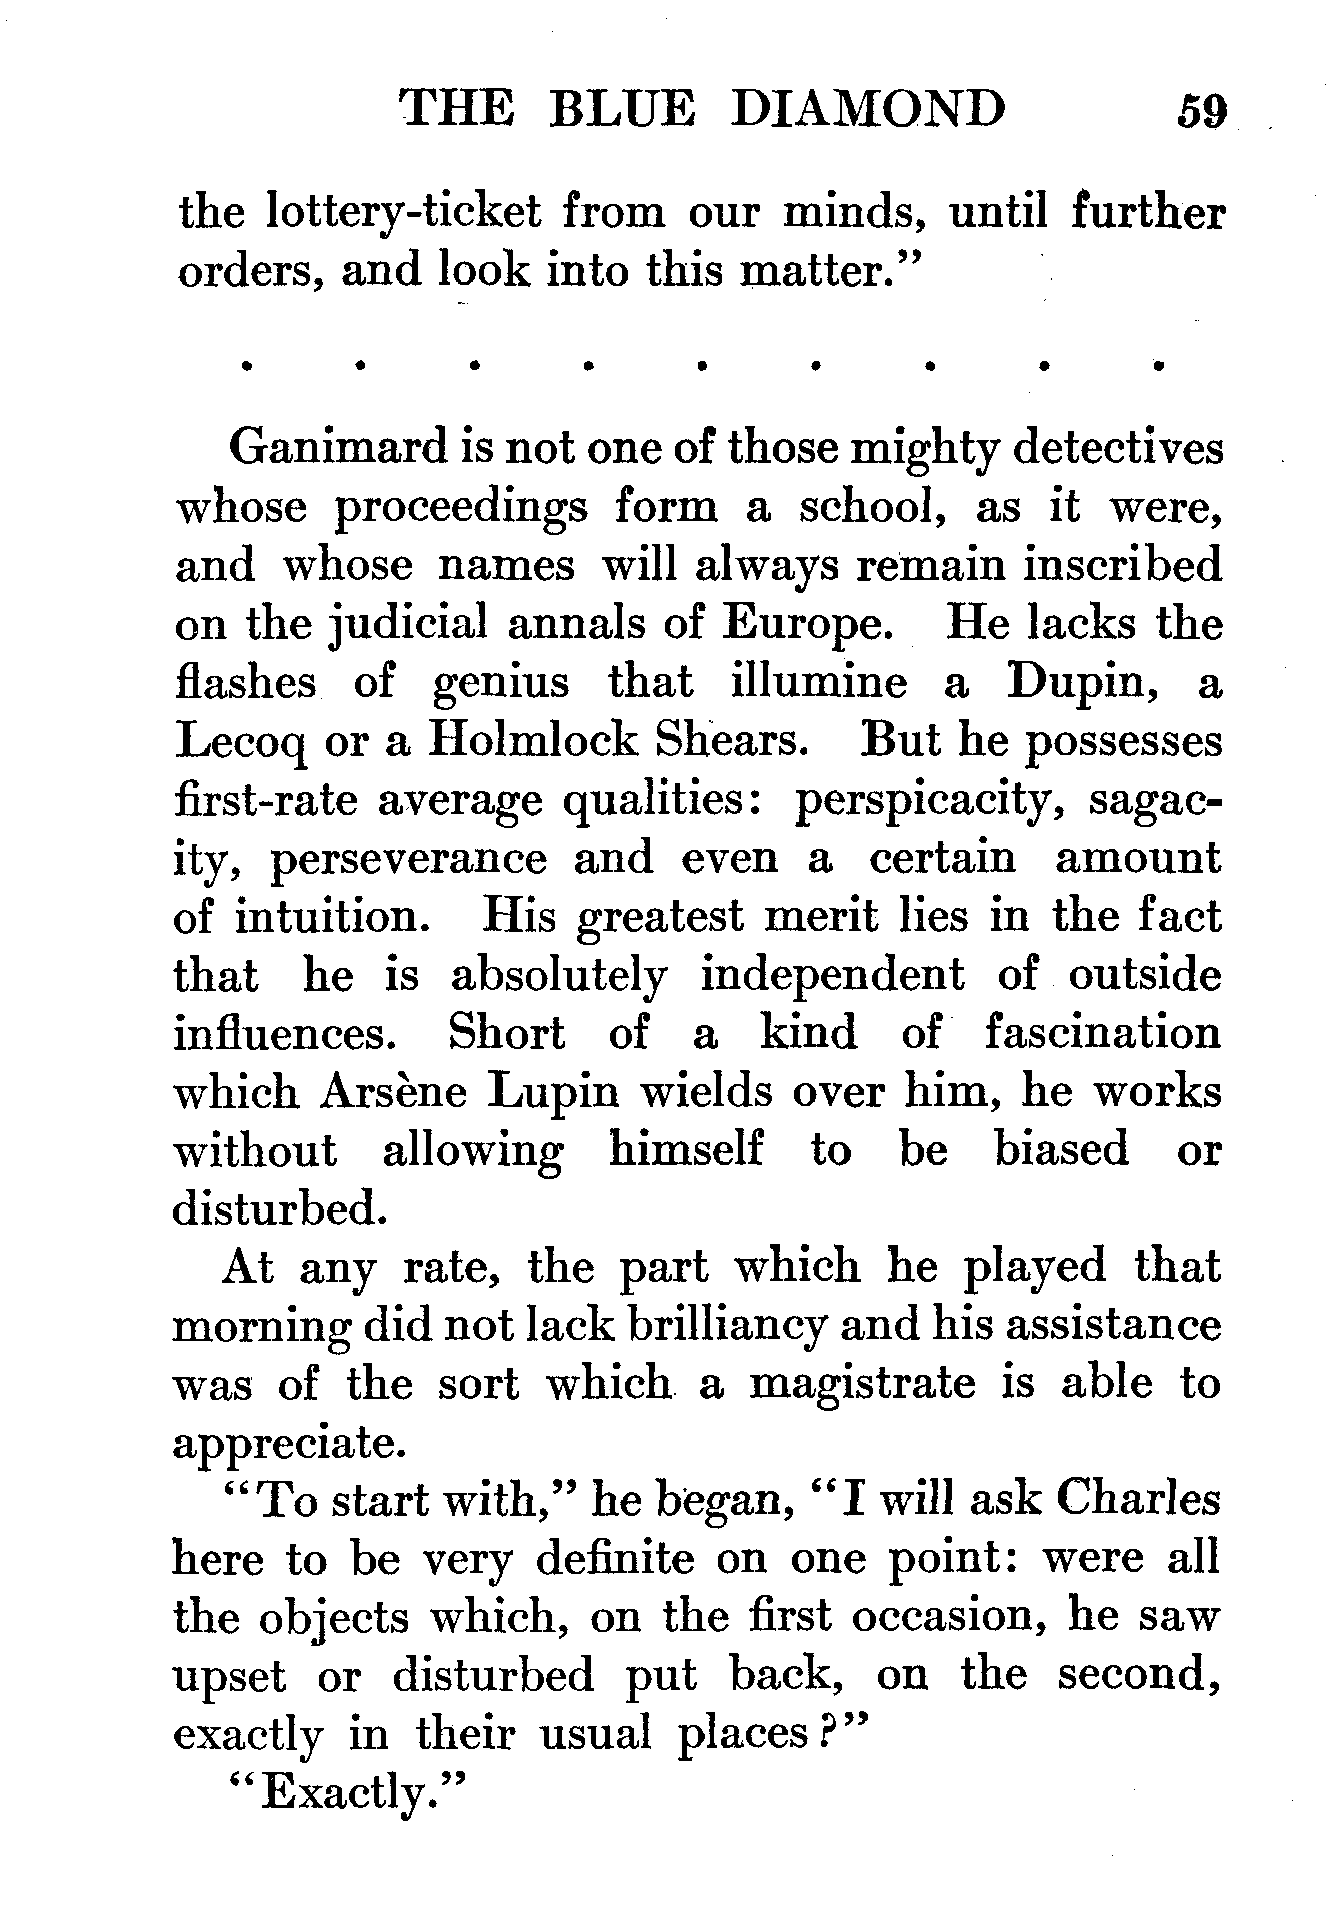 THE BLUE DIAMOND 59
the lottery-ticket from our minds, until further
orders, and look into this matter.”
. . . . . . . . .
Ganimard is not one of those mighty detectives
whose proceedings form a school, as it were,
and whose names will always remain inscribed
on the judicial annals of Europe. He lacks the
flashes of genius that illumine a Dupin, a
Lecoq or a Holmlock Shears. But he possesses
first-rate average qualities: perspicacity, sagac-
ity, perseverance and even a certain amount
of intuition. His greatest merit lies in the fact
that he is absolutely independent of outside
influences. Short of a kind of fascination
which Arsène Lupin wields over him, he works
without allowing himself to be biased or
disturbed.
At any rate, the part which he played that
morning did not lack brilliancy and his assistance
was of the sort which a magistrate is able to
appreciate.
“To start with,” he began, “I will ask Charles
here to be very definite on one point: were all
the objects which, on the first occasion, he saw
upset or disturbed put back, on the second,
exactly in their usual places?”
“Exactly.”